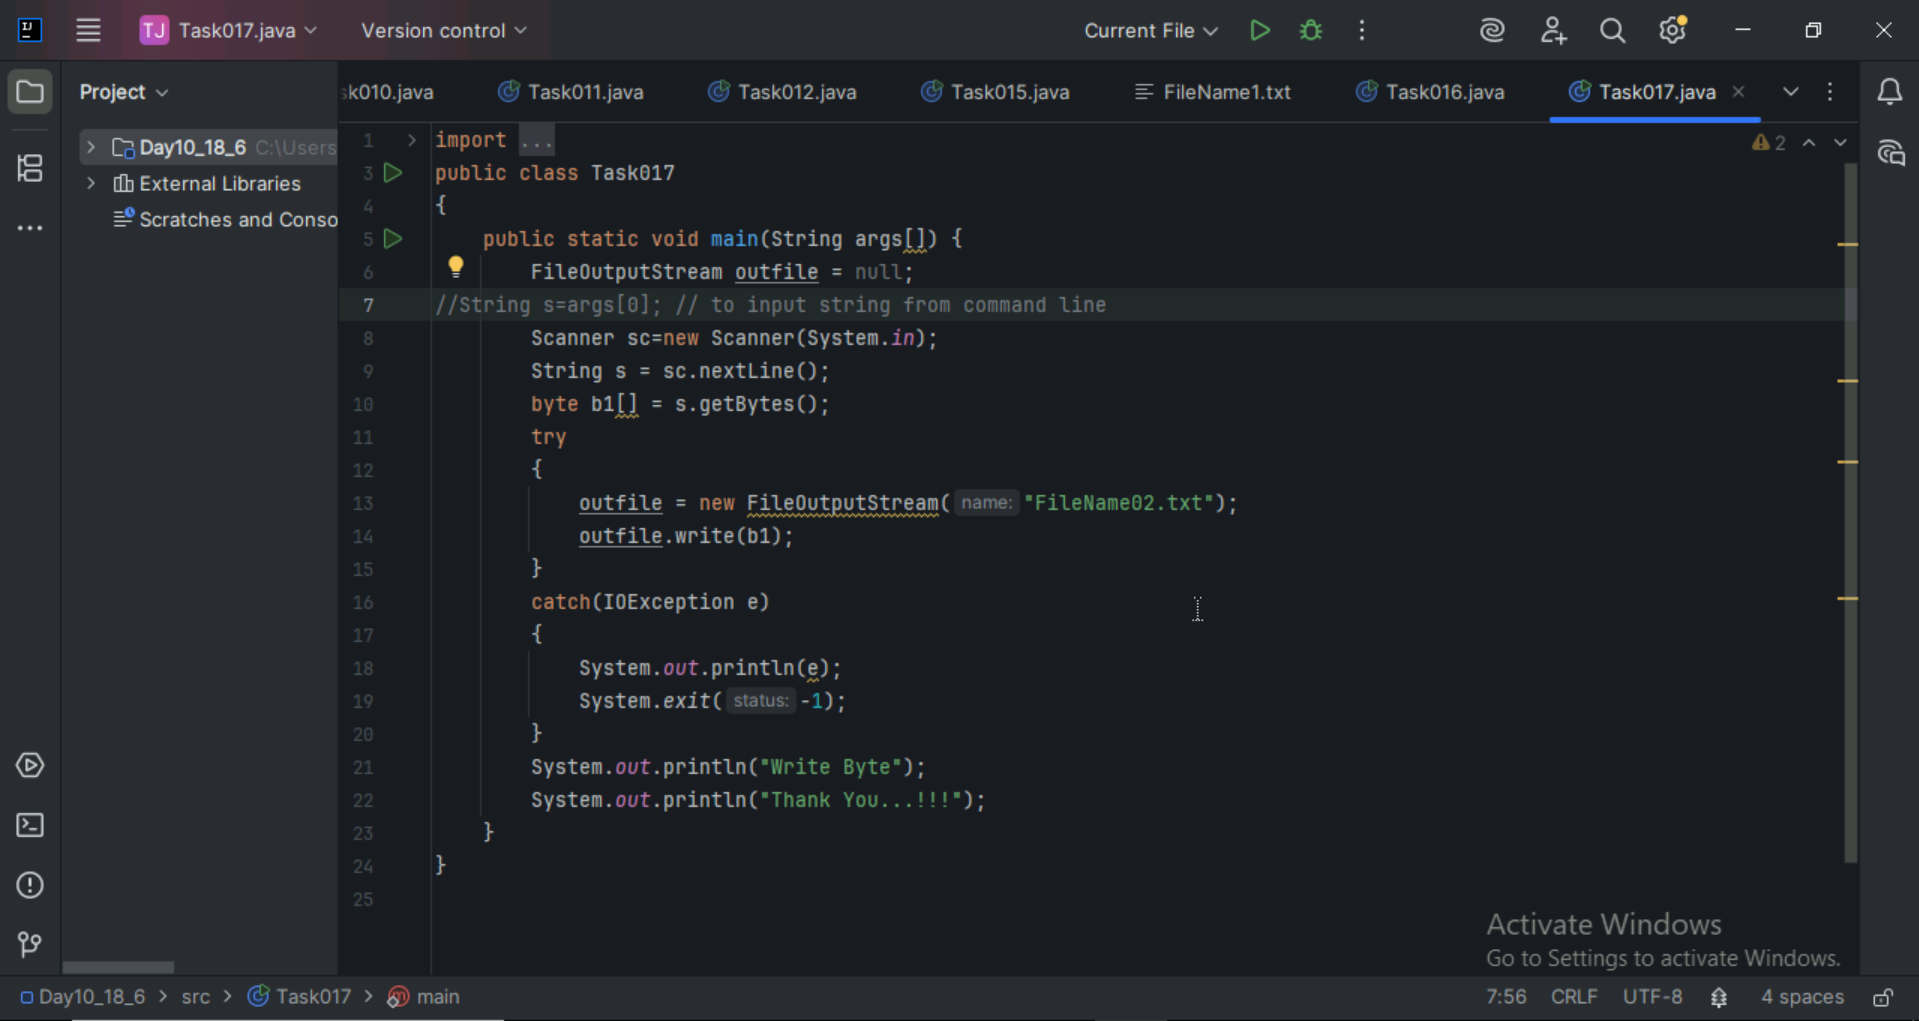 TJ Task017.java Version control Current File
Project
sk010.java Task011.java Task012.java Task015.java FileName1.txt Task016.java Task017.java
Day10_18_6 C:\Users
External Libraries
Scratches and Conso
2
1 import ...
3 public class Task017
4 {
5 public static void main(String args[]) {
6 FileOutputStream outfile = null;
7 //String s=args[0]; // to input string from command line
8 Scanner sc=new Scanner(System.in);
9 String s = sc.nextLine();
10 byte b1[] = s.getBytes();
11 try
12 {
13 outfile = new FileOutputStream( name: "FileName02.txt");
14 outfile.write(b1);
15 }
16 catch(IOException e)
17 {
18 System.out.println(e);
19 System.exit( status: -1);
20 }
21 System.out.println("Write Byte");
22 System.out.println("Thank You...!!!");
23 }
24 }
25
Activate Windows
Go to Settings to activate Windows.
Day10_18_6 > src > Task017 > main 7:56 CRLF UTF-8 4 spaces